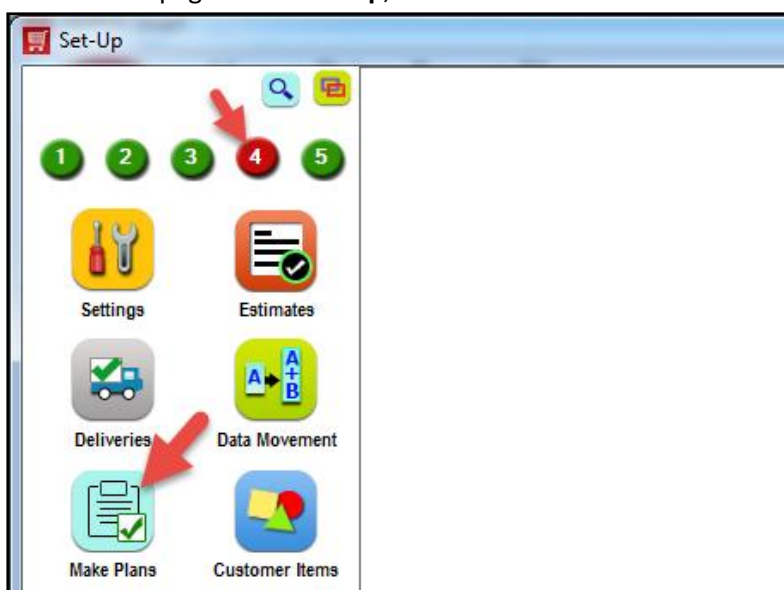 Set-Up
1 2 3 4 5
Settings Estimates
A A+B
Deliveries Data Movement
Make Plans Customer Items